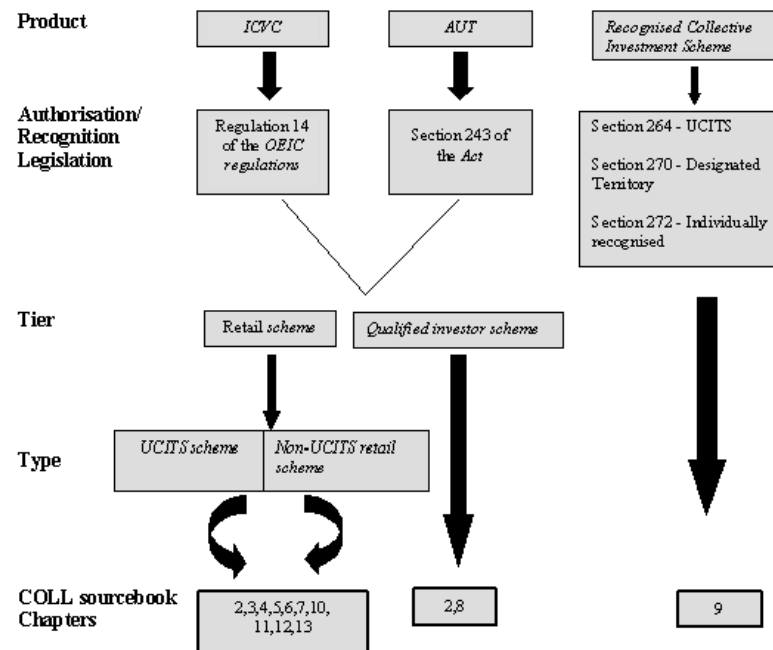 Product
ICVC
AUT
Recognised Collective
Investment Scheme
Authorisation/
Recognition
Legislation
Regulation 14
of the OEIC
regulations
Section 243 of
the Act
Section 264 - UCITS
Section 270 - Designated
Territory
Section 272 - Individually
recognised
Tier
Retail scheme
Qualified investor scheme
Type
UCITS scheme
Non-UCITS retail
scheme
COLL sourcebook
Chapters
2,3,4,5,6,7,10,
11,12,13
2,8
9